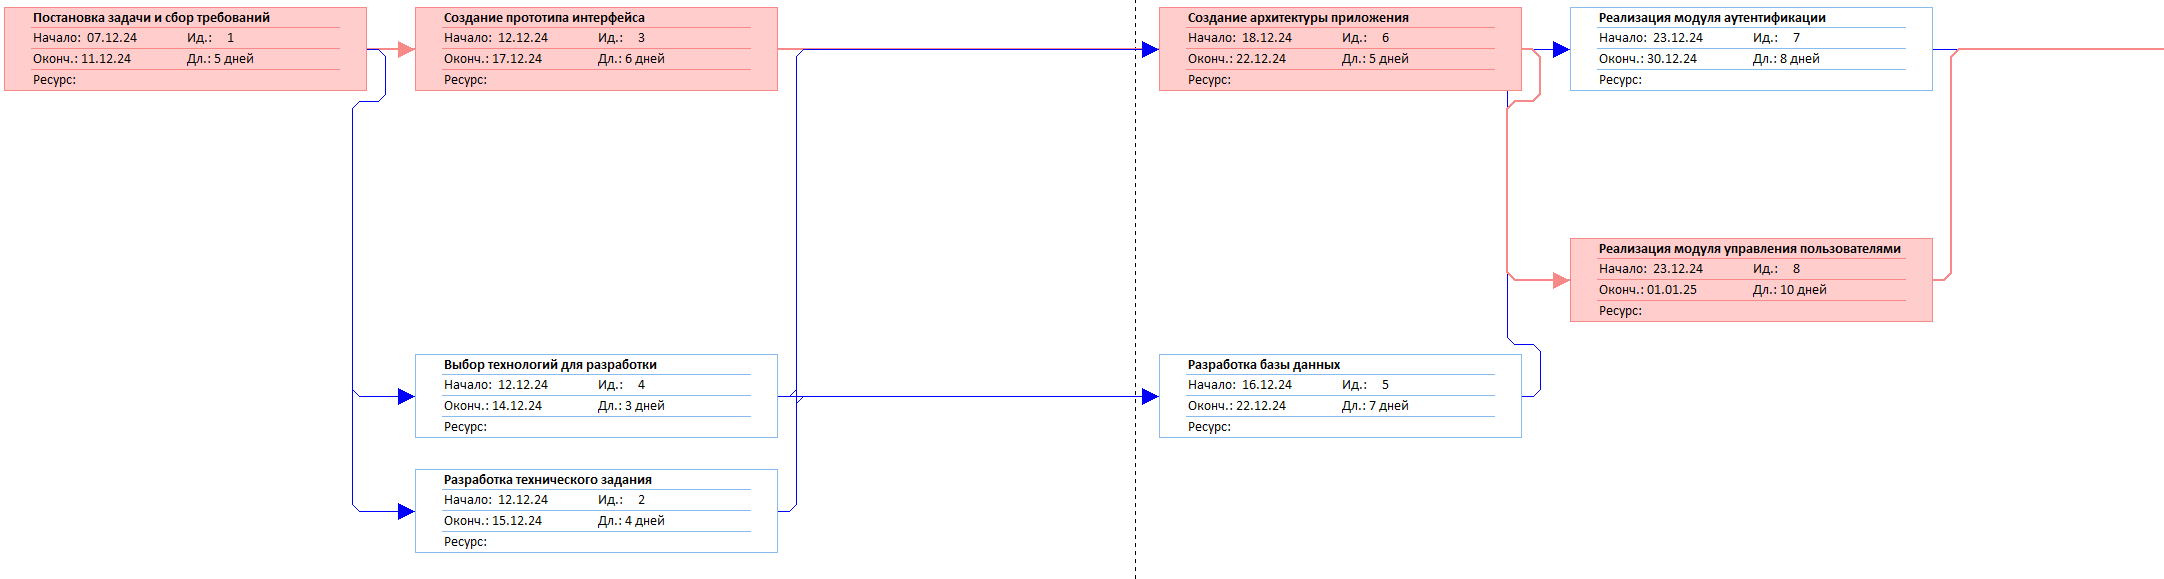 Постановка задачи и сбор требований
Начало: 07.12.24 Ид.: 1
Оконч.: 11.12.24 Дл.: 5 дней
Ресурс:
Создание прототипа интерфейса
Начало: 12.12.24 Ид.: 3
Оконч.: 17.12.24 Дл.: 6 дней
Ресурс:
Создание архитектуры приложения
Начало: 18.12.24 Ид.: 6
Оконч.: 22.12.24 Дл.: 5 дней
Ресурс:
Реализация модуля аутентификации
Начало: 23.12.24 Ид.: 7
Оконч.: 30.12.24 Дл.: 8 дней
Ресурс:
Реализация модуля управления пользователями
Начало: 23.12.24 Ид.: 8
Оконч.: 01.01.25 Дл.: 10 дней
Ресурс:
Выбор технологий для разработки
Начало: 12.12.24 Ид.: 4
Оконч.: 14.12.24 Дл.: 3 дней
Ресурс:
Разработка базы данных
Начало: 16.12.24 Ид.: 5
Оконч.: 22.12.24 Дл.: 7 дней
Ресурс:
Разработка технического задания
Начало: 12.12.24 Ид.: 2
Оконч.: 15.12.24 Дл.: 4 дней
Ресурс: